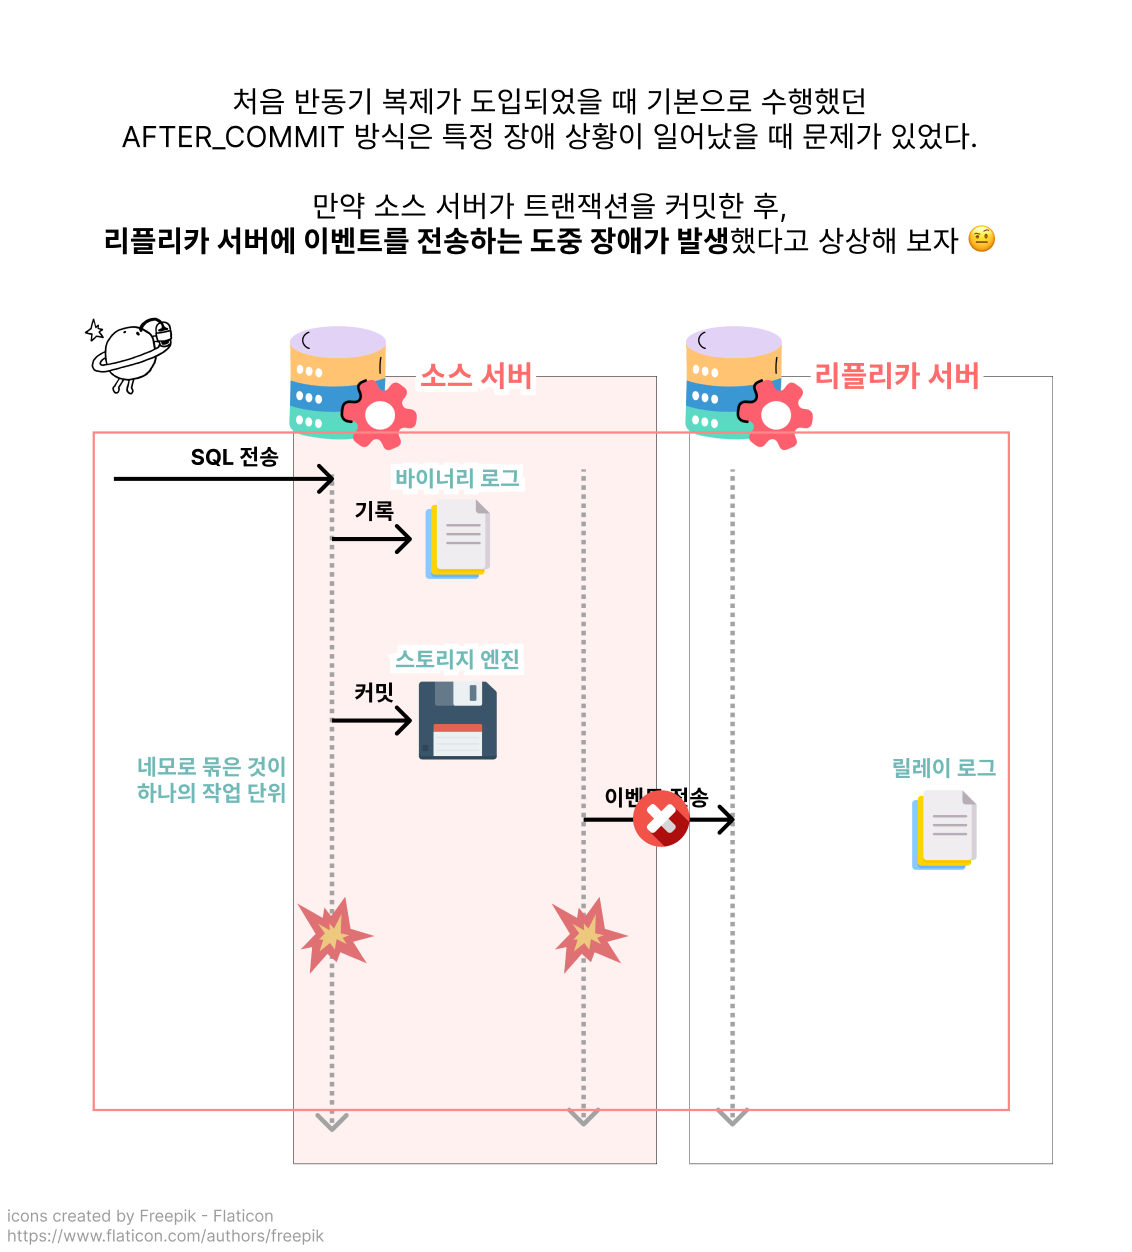 처음 반동기 복제가 도입되었을 때 기본으로 수행했던
AFTER_COMMIT 방식은 특정 장애 상황이 일어났을 때 문제가 있었다.
만약 소스 서버가 트랜잭션을 커밋한 후,
리플리카 서버에 이벤트를 전송하는 도중 장애가 발생했다고 상상해 보자 🤨
소스 서버
리플리카 서버
SQL 전송
바이너리 로그
기록
스토리지 엔진
커밋
네모로 묶은 것이
하나의 작업 단위
릴레이 로그
이벤트 전송
icons created by Freepik - Flaticon
https://www.flaticon.com/authors/freepik